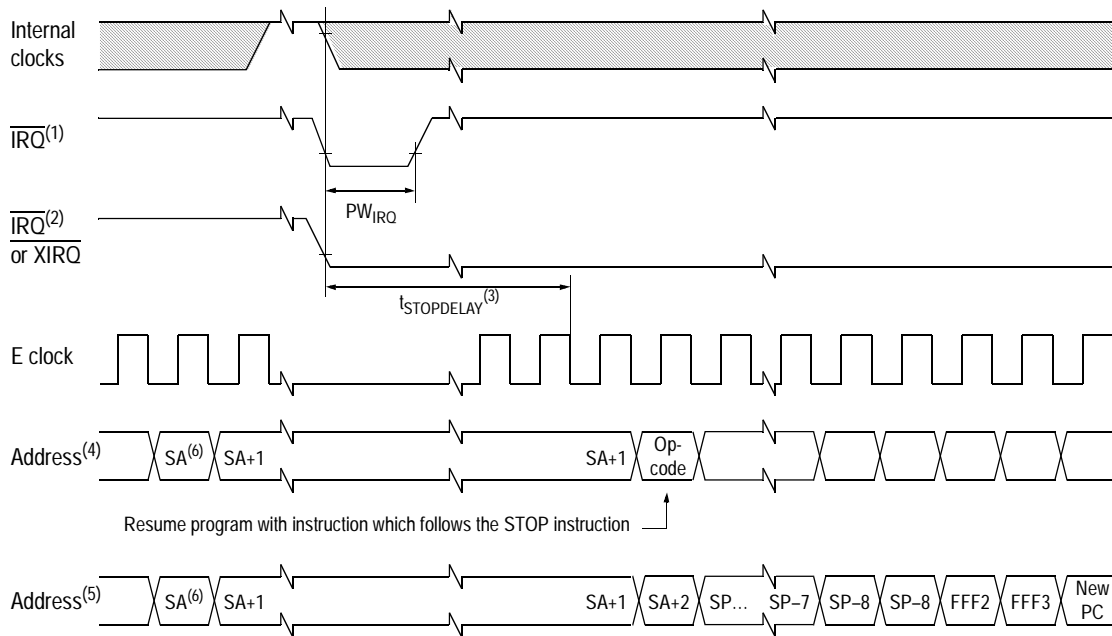 Internal
clocks
IRQ(1)
PWIRQ
IRQ(2)
or XIRQ
tSTOPDELAY(3)
E clock
Address(4) SA(6) SA+1 SA+1 Op-
code
Resume program with instruction which follows the STOP instruction
Address(5) SA(6) SA+1 SA+1 SA+2 SP... SP–7 SP–8 SP–8 FFF2 FFF3 New
PC